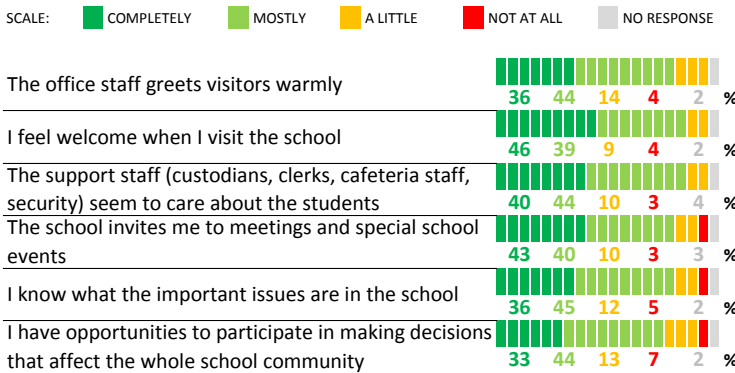 SCALE: COMPLETELY MOSTLY A LITTLE NOT AT ALL NO RESPONSE
The office staff greets visitors warmly
36 44 14 4 2 %
I feel welcome when I visit the school
46 39 9 4 2 %
The support staff (custodians, clerks, cafeteria staff,
security) seem to care about the students
40 44 10 3 4 %
The school invites me to meetings and special school
events
43 40 10 3 3 %
I know what the important issues are in the school
36 45 12 5 2 %
I have opportunities to participate in making decisions
that affect the whole school community
33 44 13 7 2 %